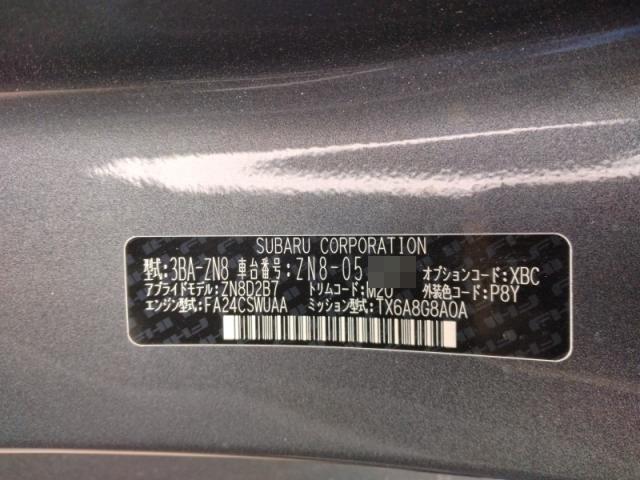 SUBARU CORPORATION
型式:3BA-ZN8 車台番号:ZN8-05 オプションコード:XBC
アプライドモデル:ZN8D2B7 トリムコード:M20 外装色コード:P8Y
エンジン型式:FA24CSWUAA ミッション型式:TX6A8G8A0A